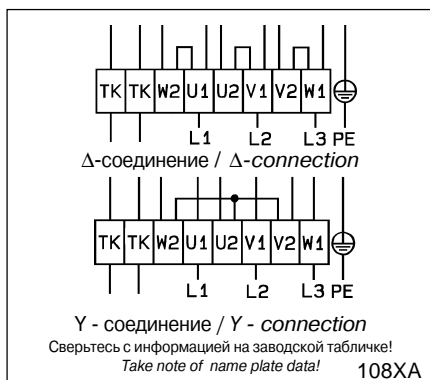 TK TK W2 U1 U2 V1 V2 W1
L1 L2 L3 PE
Δ-соединение / Δ-connection
TK TK W2 U1 U2 V1 V2 W1
L1 L2 L3 PE
Y - соединение / Y - connection
Сверьтесь с информацией на заводской табличке!
Take note of name plate data!
108XA